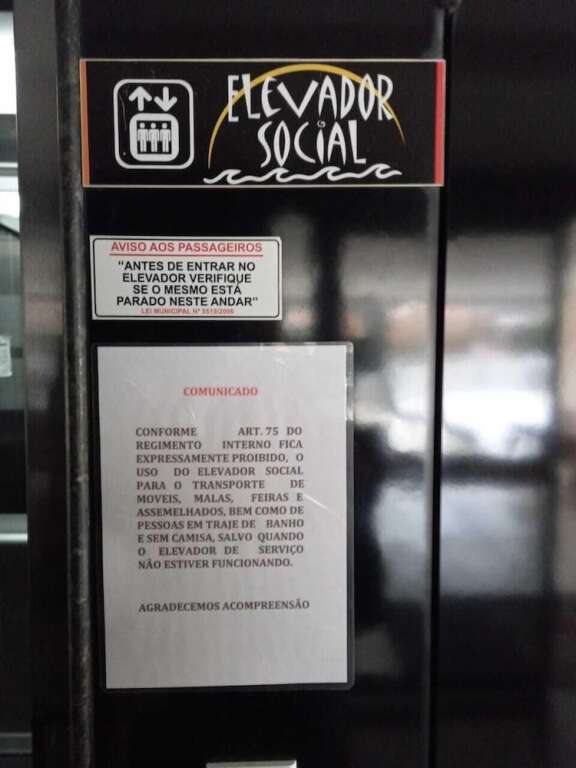 ELEVADOR
SOCIAL
AVISO AOS PASSAGEIROS
"ANTES DE ENTRAR NO
ELEVADOR VERIFIQUE
SE O MESMO ESTÁ
PARADO NESTE ANDAR"
LEI MUNICIPAL Nº
COMUNICADO
CONFORME ART. 75 DO
REGIMENTO INTERNO FICA
EXPRESSAMENTE PROIBIDO, O
USO DO ELEVADOR SOCIAL
PARA O TRANSPORTE DE
MOVEIS, MALAS, FEIRAS E
ASSEMELHADOS, BEM COMO DE
PESSOAS EM TRAJE DE BANHO
E SEM CAMISA, SALVO QUANDO
O ELEVADOR DE SERVIÇO
NÃO ESTIVER FUNCIONANDO.
AGRADECEMOS ACOMPREENSÃO